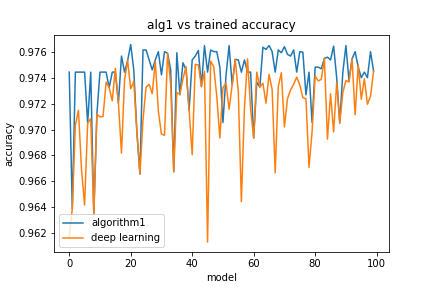 alg1 vs trained accuracy
0.976
0.974
0.972
0.970
0.968
0.966
0.964
0.962
accuracy
algorithm1
deep learning
0 20 40 60 80 100
model